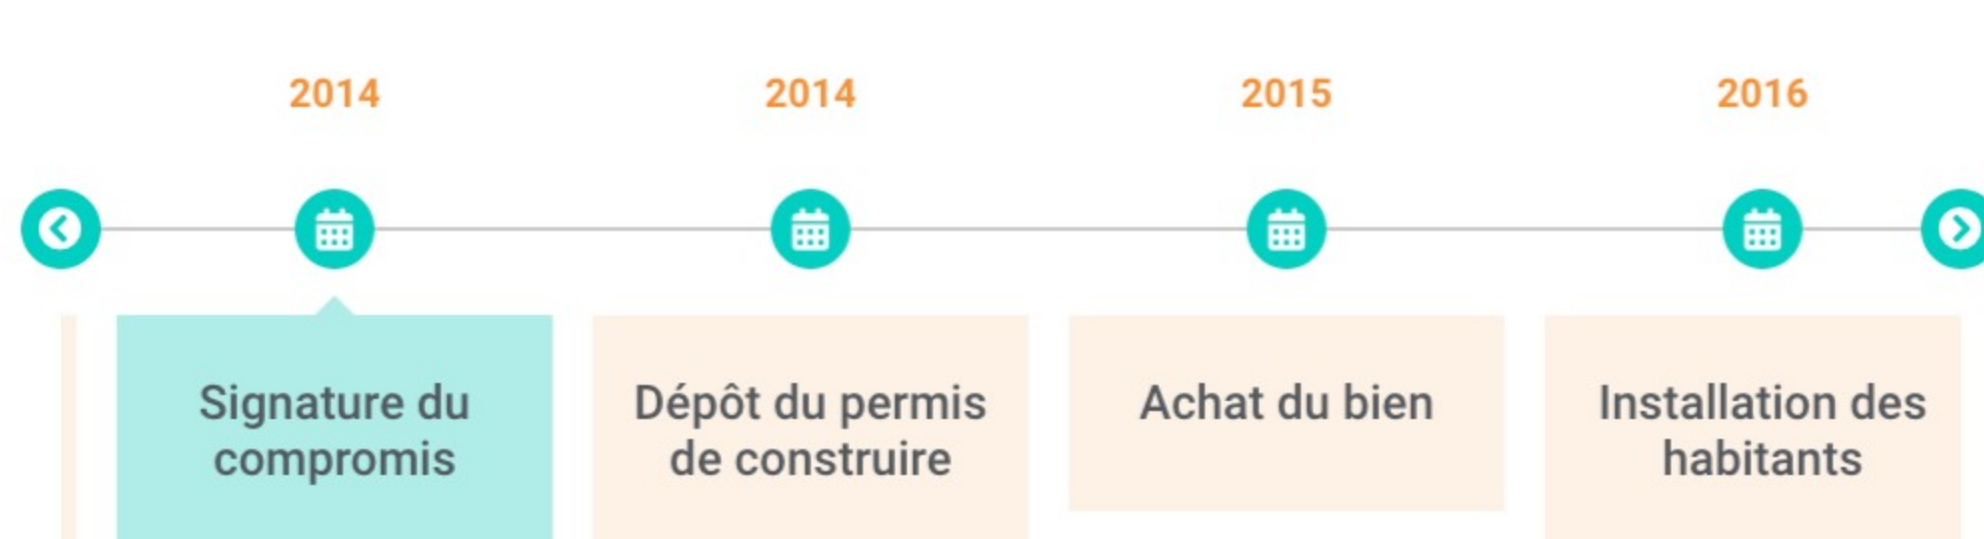 2014
2014
2015
2016
Signature du
compromis
Dépôt du permis
de construire
Achat du bien
Installation des
habitants